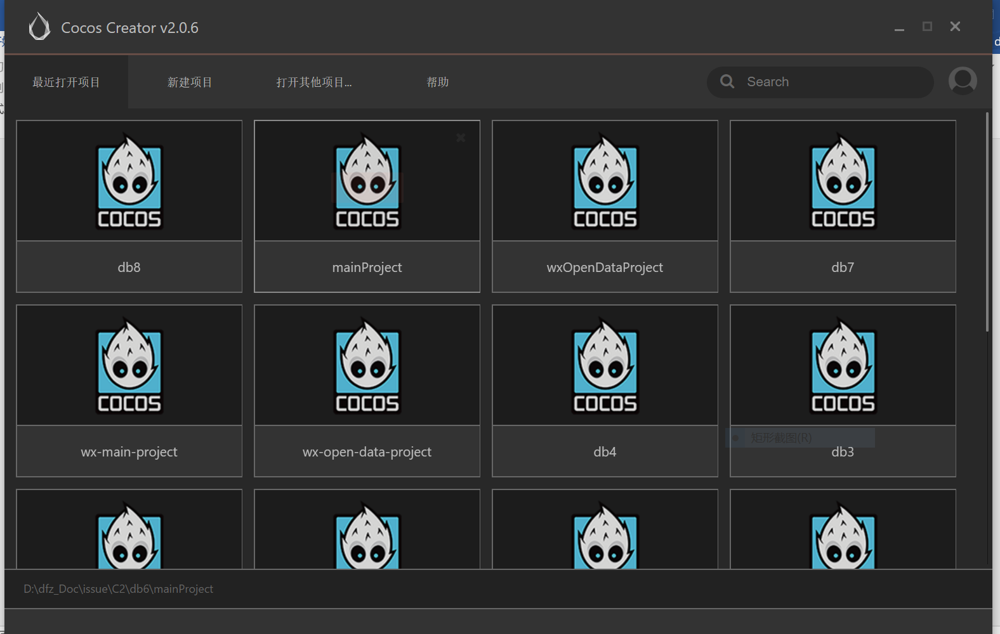 Cocos Creator v2.0.6
最近打开项目
新建项目
打开其他项目...
帮助
Search
COCOS
COCOS
COCOS
COCOS
db8
mainProject
wxOpenDataProject
db7
COCOS
COCOS
COCOS
COCOS
矩形截图(R)
wx-main-project
wx-open-data-project
db4
db3
D:\dfz_Doc\issue\C2\db6\mainProject